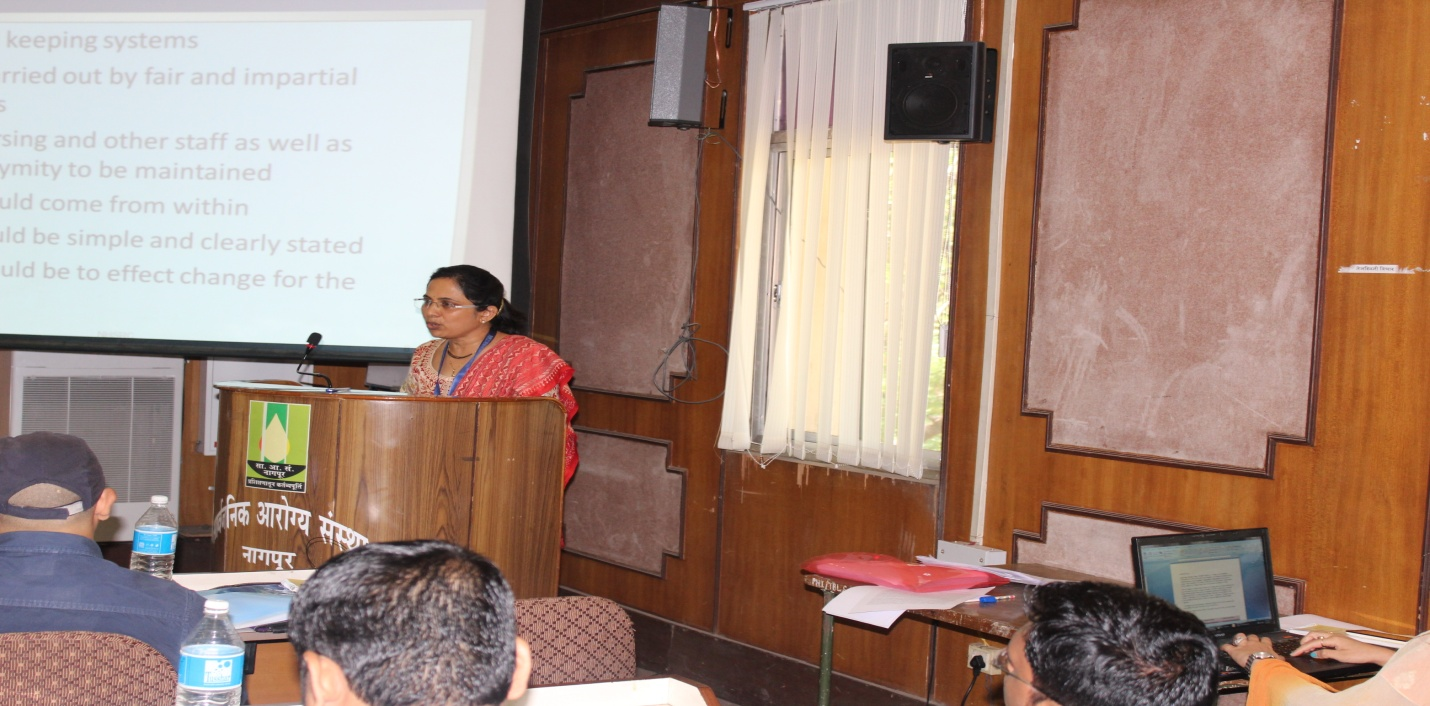 keeping systems
rried out by fair and impartial
s
rsing and other staff as well as
ymity to be maintained
uld come from within
uld be simple and clearly stated
uld be to effect change for the
सा. आ. सं.
नागपूर
निक आरोग्य संस्था
नागपूर